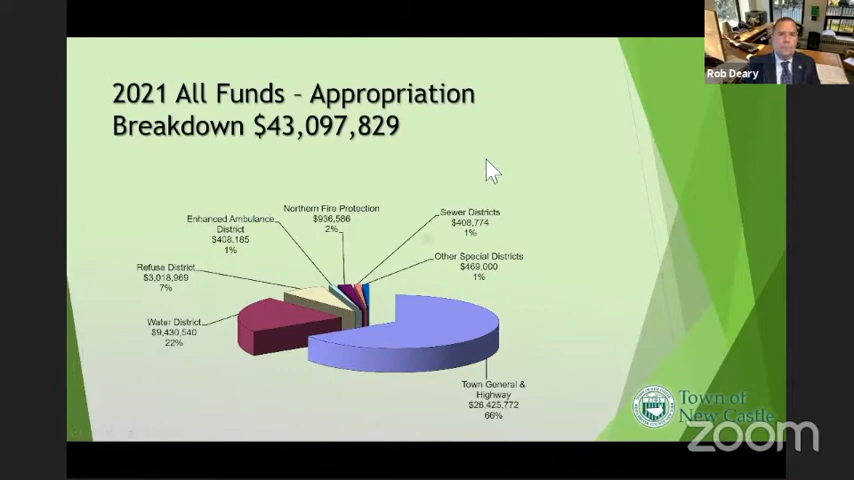 Rob Deary
2021 All Funds – Appropriation
Breakdown $43,097,829
Northern Fire Protection
$936,586
2%
Enhanced Ambulance
District
$408,185
1%
Sewer Districts
$408,774
1%
Other Special Districts
$469,000
1%
Refuse District
$3,018,969
7%
Water District
$9,430,540
22%
Town General &
Highway
$28,425,772
66%
Town of
New Castle
zoom